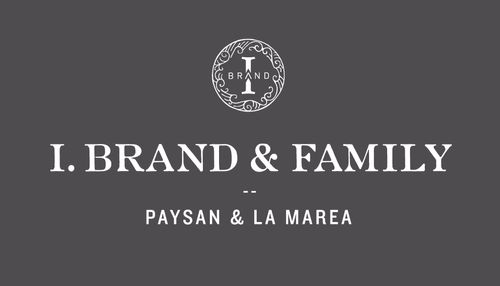 I
BRAND
I. BRAND & FAMILY
--
PAYSAN & LA MAREA